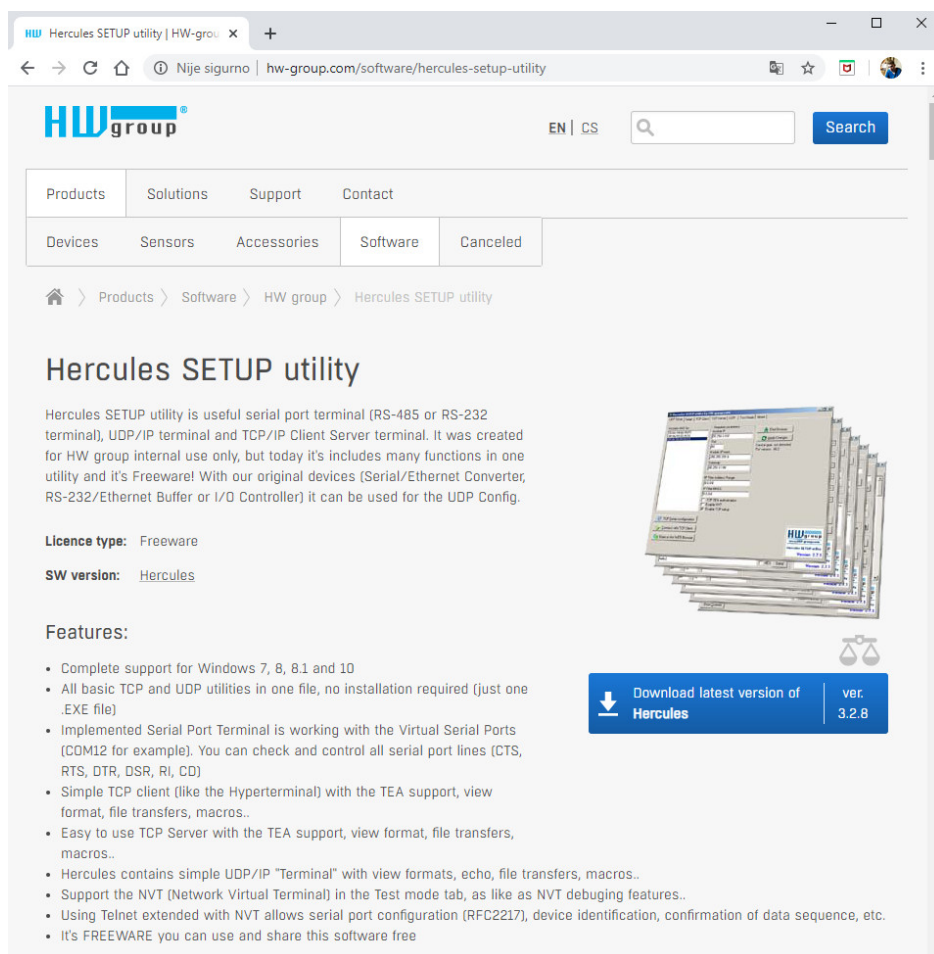 HW Hercules SETUP utility | HW-grou
Nije sigurno | hw-group.com/software/hercules-setup-utility
HW group ®
EN | CS
Search
Products Solutions Support Contact
Devices Sensors Accessories Software Canceled
Products Software HW group Hercules SETUP utility
Hercules SETUP utility
Hercules SETUP utility is useful serial port terminal (RS-485 or
RS-232
terminal), UDP/IP terminal and TCP/IP Client Server terminal. It was created
for HW group internal use only, but today it's includes many functions in one
utility and it's Freeware! With our original devices (Serial/Ethernet Converter,
RS-232/Ethernet Buffer or I/O Controller) it can be used for the UDP Config.
Licence type: Freeware
SW version: Hercules
HW group
Features:
• Complete support for Windows 7, 8, 8.1 and 10
• All basic TCP and UDP utilities in one file, no installation required (just one
.EXE file)
• Implemented Serial Port Terminal is working with the Virtual Serial Ports
(COM12 for example). You can check and control all serial port lines (CTS,
RTS, DTR, DSR, RI, CD)
• Simple TCP client (like the Hyperterminal) with the TEA support, view
format, file transfers, macros..
• Easy to use TCP Server with the TEA support, view format, file transfers,
macros..
• Hercules contains simple UDP/IP "Terminal" with view formats, echo, file transfers, macros..
• Support the NVT (Network Virtual Terminal) in the Test mode tab, as like as NVT debuging features..
• Using Telnet extended with NVT allows serial port configuration (RFC2217), device identification, confirmation of data sequence, etc.
• It's FREEWARE you can use and share this software free
Download latest version of
Hercules
ver.
3.2.8